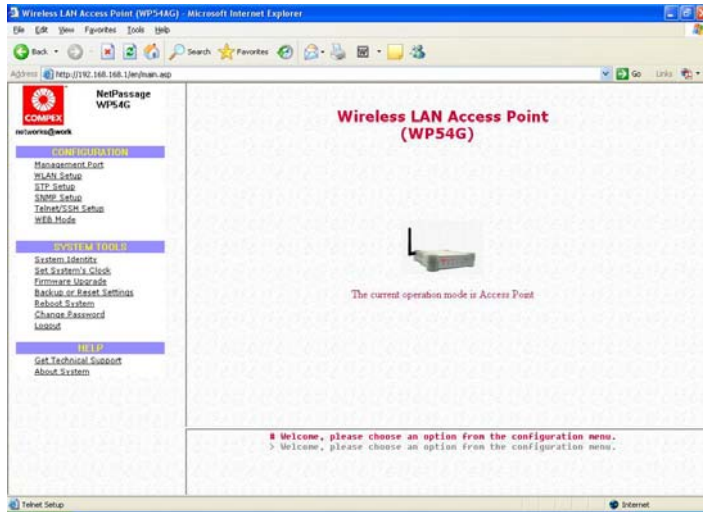 Wireless LAN Access Point (WP54AG) - Microsoft Internet Explorer
File Edit View Favorites Tools Help
Back Search Favorites
Address http://192.168.168.1/en/main.asp Go Links
COMPEX
networks@work
NetPassage
WP54G
CONFIGURATION
Management Port
WLAN Setup
STP Setup
SNMP Setup
Telnet/SSH Setup
WEB Mode
SYSTEM TOOLS
System Identity
Set System's Clock
Firmware Upgrade
Backup or Reset Settings
Reboot System
Change Password
Logout
HELP
Get Technical Support
About System
Wireless LAN Access Point
(WP54G)
The current operation mode is Access Point
# Welcome, please choose an option from the configuration menu.
> Welcome, please choose an option from the configuration menu.
Telnet Setup Internet